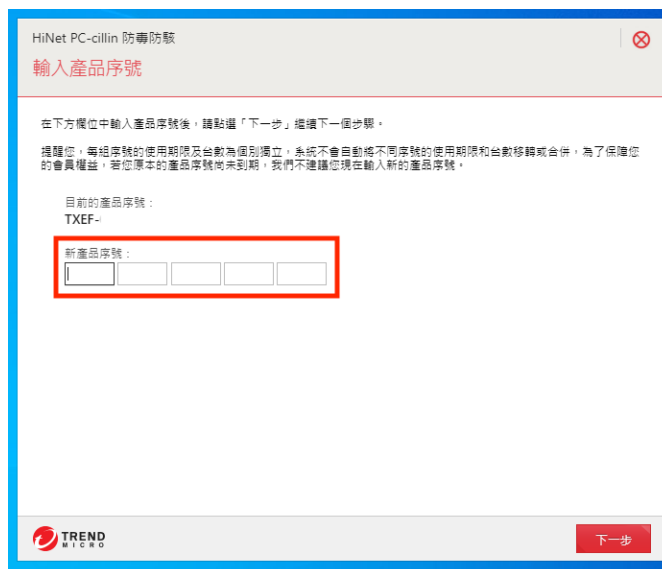 HiNet PC-cillin 防毒防駭
輸入產品序號
在下方欄位中輸入產品序號後，請點選「下一步」繼續下一個步驟。
提醒您，每組序號的使用期限及台數為個別獨立，系統不會自動將不同序號的使用期限和台數移轉或合併，為了保障您
的會員權益，若您原本的產品序號尚未到期，我們不建議您現在輸入新的產品序號。
目前的產品序號：
TXEF-
新產品序號：
TREND
MICRO
下一步